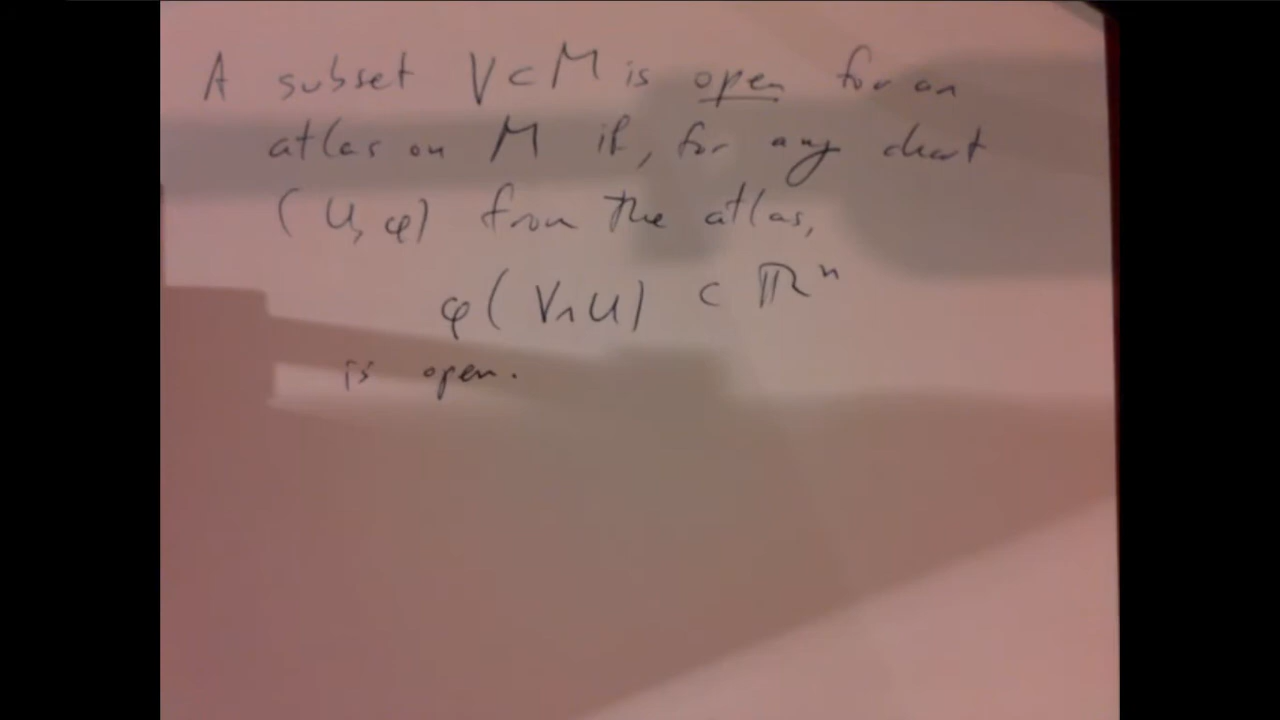 A subset V ⊂ M is open for an
atlas on M if, for any chart
(U, φ) from the atlas,
φ(V∩U) ⊂ ℝⁿ
is open.